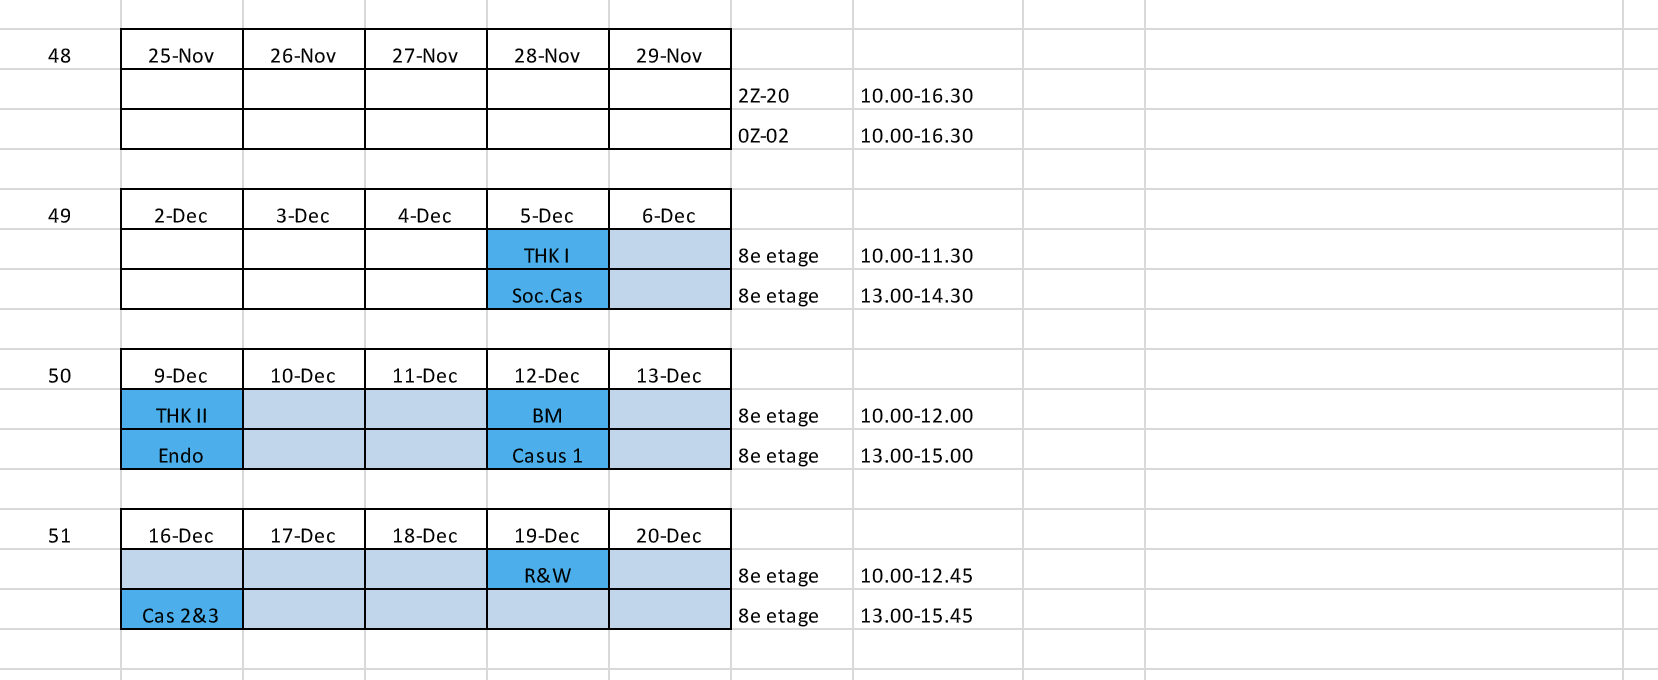 48 25-Nov 26-Nov 27-Nov 28-Nov 29-Nov
2Z-20 10.00-16.30
0Z-02 10.00-16.30
49 2-Dec 3-Dec 4-Dec 5-Dec 6-Dec
THK I 8e etage 10.00-11.30
Soc.Cas 8e etage 13.00-14.30
50 9-Dec 10-Dec 11-Dec 12-Dec 13-Dec
THK II BM 8e etage 10.00-12.00
Endo Casus 1 8e etage 13.00-15.00
51 16-Dec 17-Dec 18-Dec 19-Dec 20-Dec
R&W 8e etage 10.00-12.45
Cas 2&3 8e etage 13.00-15.45